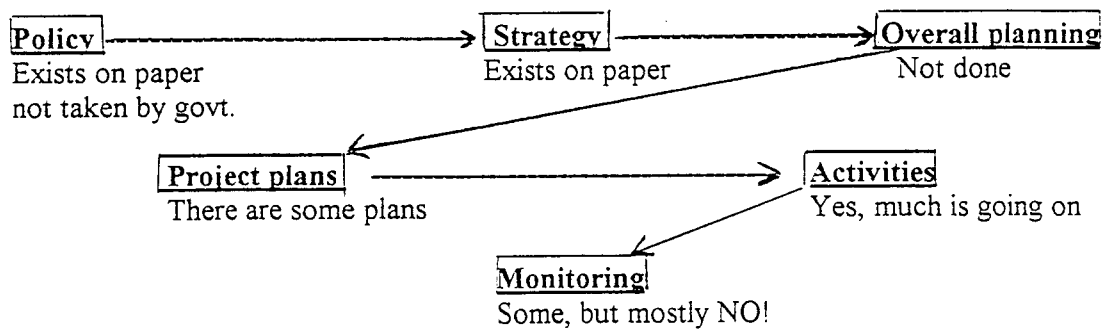 Policy
Exists on paper
not taken by govt.
Strategy
Exists on paper
Overall planning
Not done
Project plans
There are some plans
Activities
Yes, much is going on
Monitoring
Some, but mostly NO!